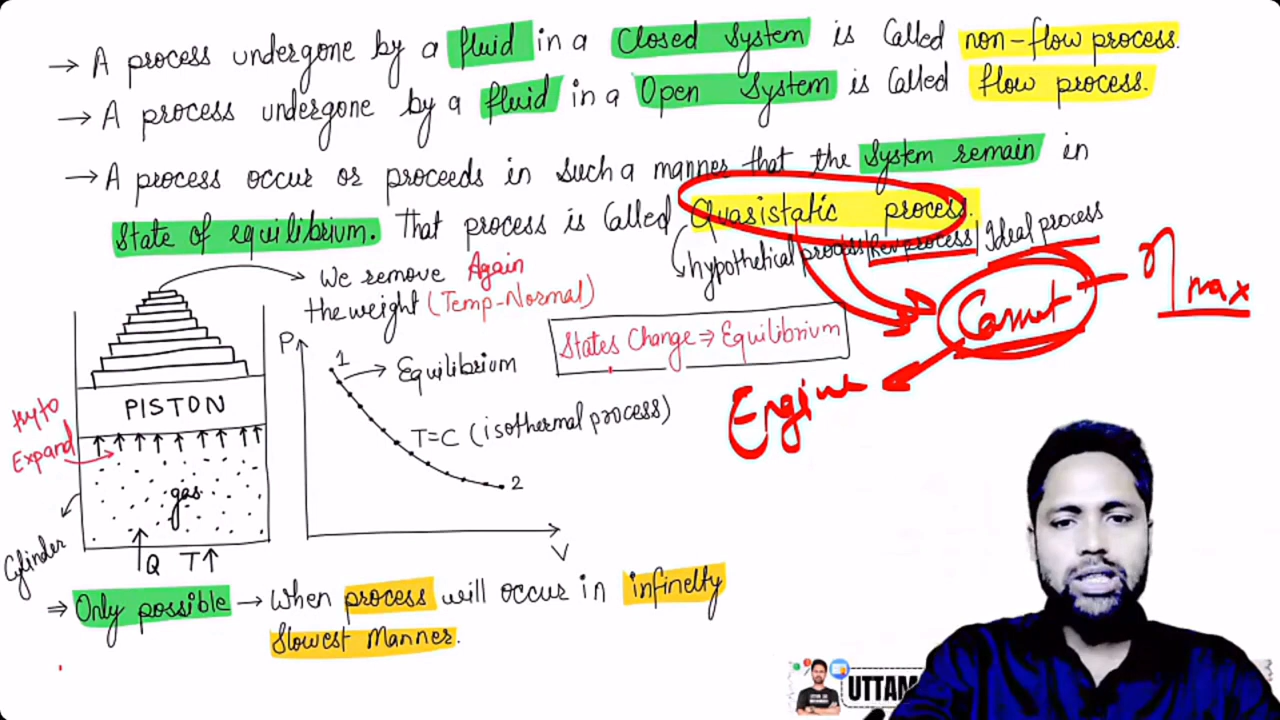 → A process undergone by a fluid in a Closed System is Called non-flow process.
→ A process undergone by a fluid in a Open System is Called flow process.
→ A process occur or proceeds in such a manner that the System remain in
State of equilibrium. That process is Called Quasistatic process.
hypothetical process/Rev process/Ideal process
We remove Again
the weight (Temp-Normal)
Carnot η max
Engine
States Change ⇒ Equilibrium
P
1
Equilibrium
T=C (isothermal process)
2
V
PISTON
try to
Expand
gas
Cylinder
Q T↑
⇒ Only possible → When process will occur in infinelty
Slowest Manner.
UTTAM